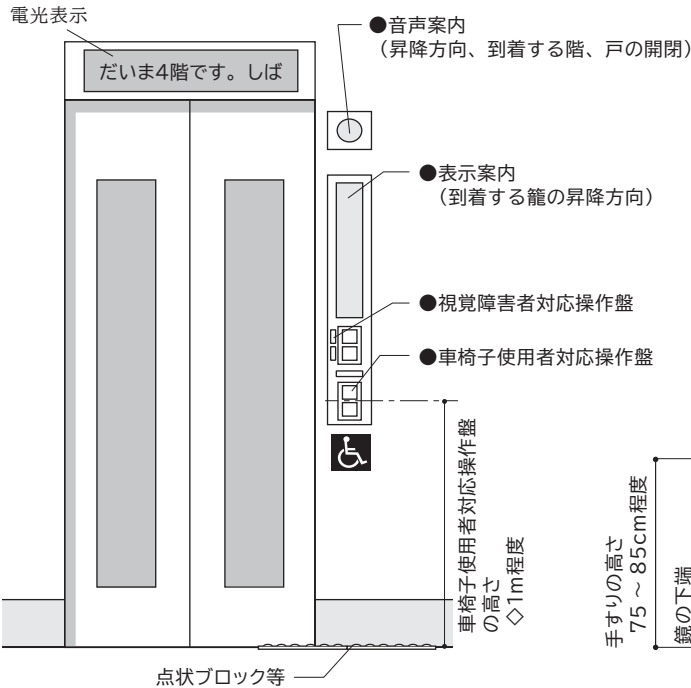 電光表示
だいま4階です。しば
●音声案内
（昇降方向、到着する階、戸の開閉）
●表示案内
（到着する籠の昇降方向）
●視覚障害者対応操作盤
●車椅子使用者対応操作盤
車椅子使用者対応操作盤
の高さ
◇1m程度
手すりの高さ
75 ～ 85cm程度
鏡の下端
点状ブロック等